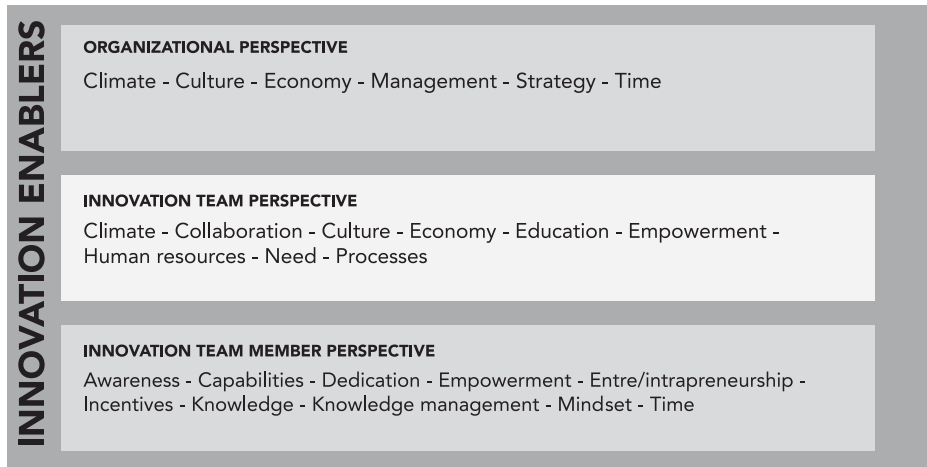 INNOVATION ENABLERS
ORGANIZATIONAL PERSPECTIVE
Climate - Culture - Economy - Management - Strategy - Time
INNOVATION TEAM PERSPECTIVE
Climate - Collaboration - Culture - Economy - Education - Empowerment -
Human resources - Need - Processes
INNOVATION TEAM MEMBER PERSPECTIVE
Awareness - Capabilities - Dedication - Empowerment - Entre/intrapreneurship -
Incentives - Knowledge - Knowledge management - Mindset - Time